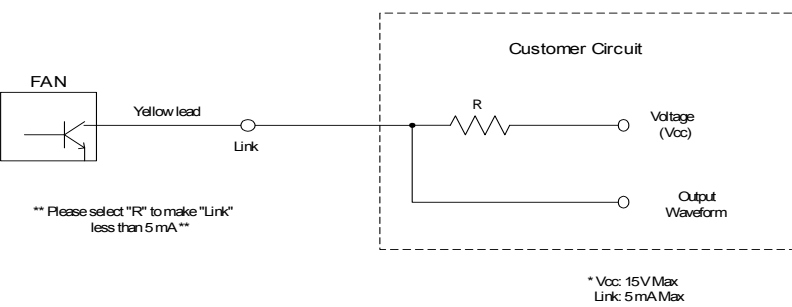 Customer Circuit
FAN
Yellow lead
Link
R
Voltage
(Vcc)
Output
Waveform
** Please select "R" to make "Link"
less than 5 mA **
* Vcc: 15V Max
Link: 5 mA Max